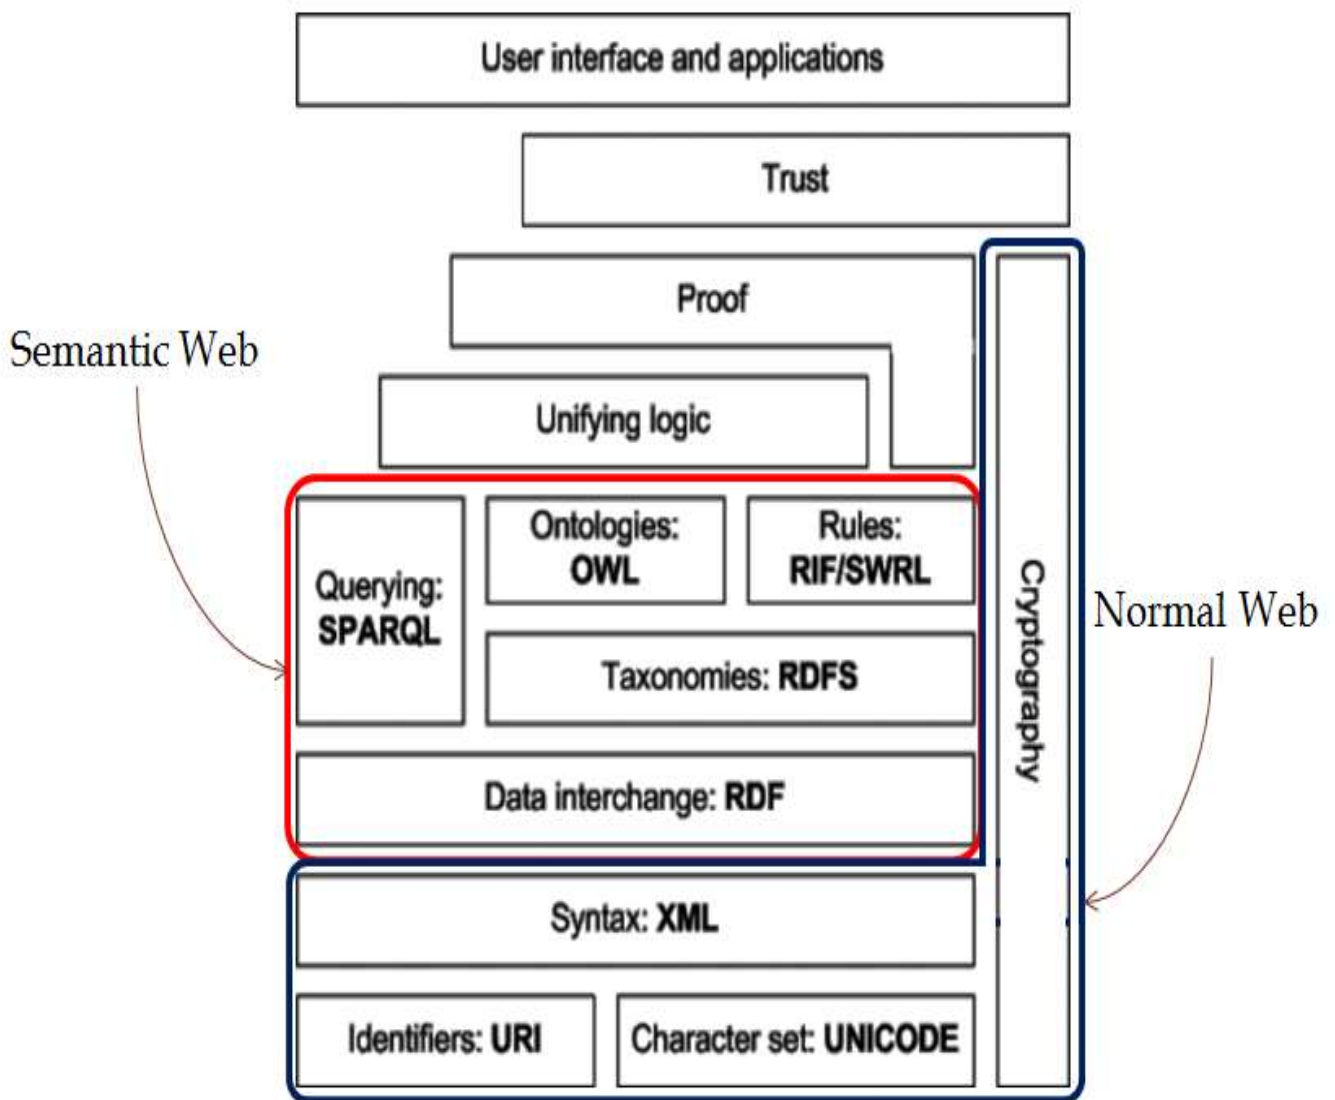 User interface and applications
Trust
Proof
Semantic Web
Unifying logic
Querying:
SPARQL
Ontologies:
OWL
Rules:
RIF/SWRL
Cryptography
Normal Web
Taxonomies: RDFS
Data interchange: RDF
Syntax: XML
Identifiers: URI
Character set: UNICODE